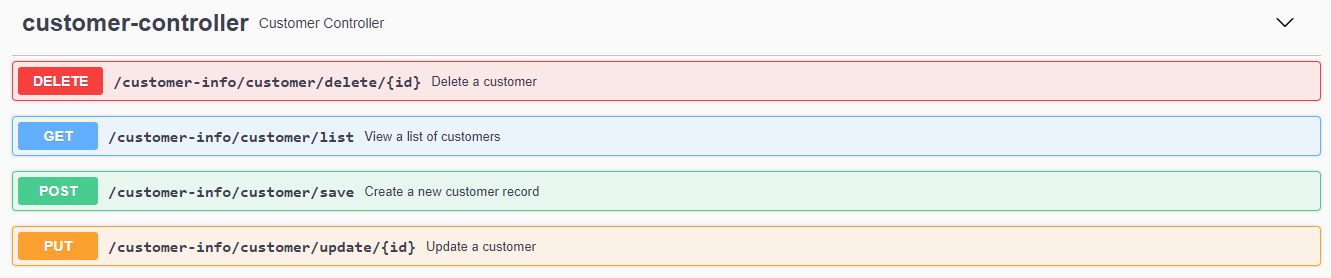 customer-controller Customer Controller
DELETE /customer-info/customer/delete/{id} Delete a customer
GET /customer-info/customer/list View a list of customers
POST /customer-info/customer/save Create a new customer record
PUT /customer-info/customer/update/{id} Update a customer